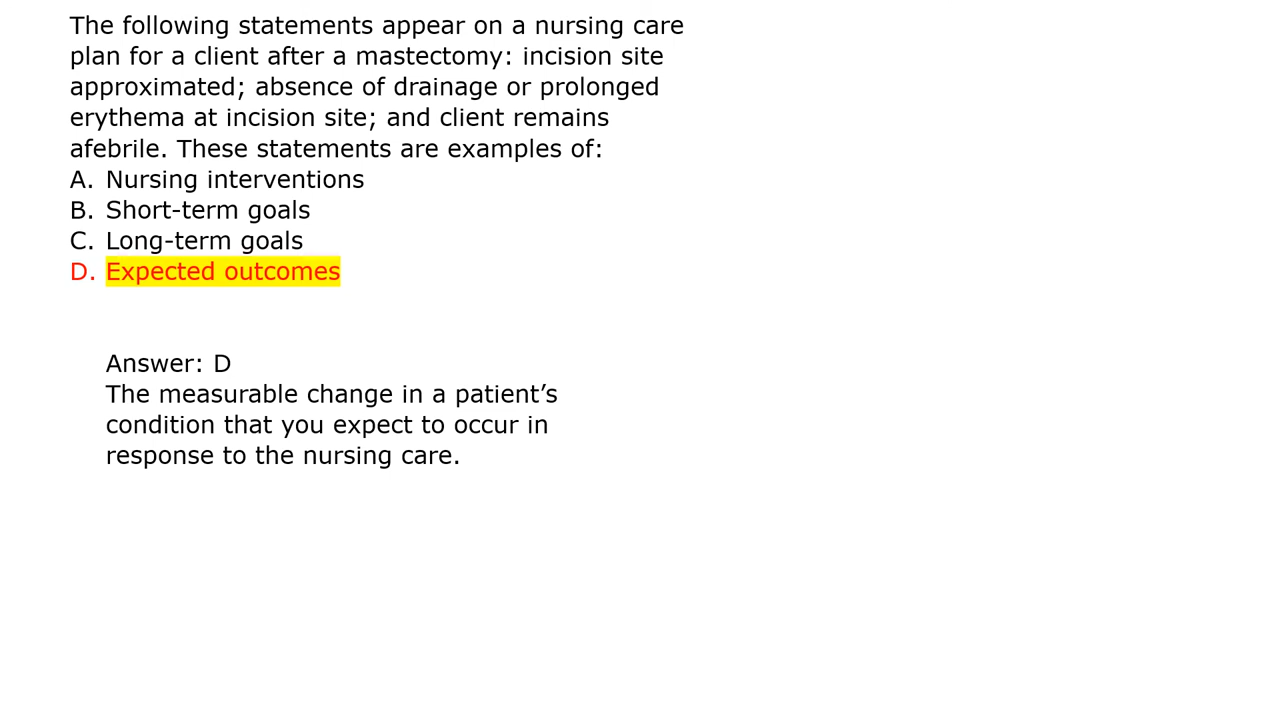 The following statements appear on a nursing care
plan for a client after a mastectomy: incision site
approximated; absence of drainage or prolonged
erythema at incision site; and client remains
afebrile. These statements are examples of:
A. Nursing interventions
B. Short-term goals
C. Long-term goals
D. Expected outcomes
Answer: D
The measurable change in a patient’s
condition that you expect to occur in
response to the nursing care.